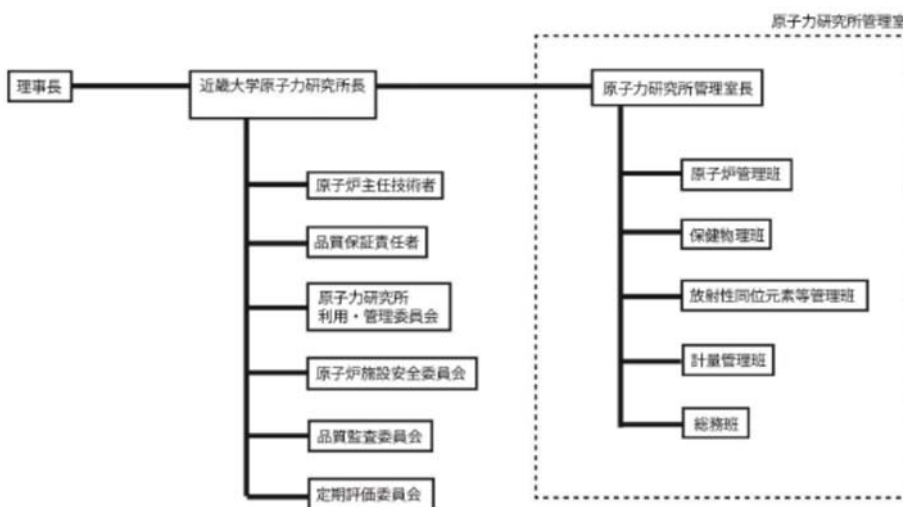 原子力研究所管理室
理事長
近畿大学原子力研究所長
原子力研究所管理室長
原子炉主任技術者
品質保証責任者
原子力研究所
利用・管理委員会
原子炉施設安全委員会
品質監査委員会
定期評価委員会
原子炉管理班
保健物理班
放射性同位元素等管理班
計量管理班
総務班